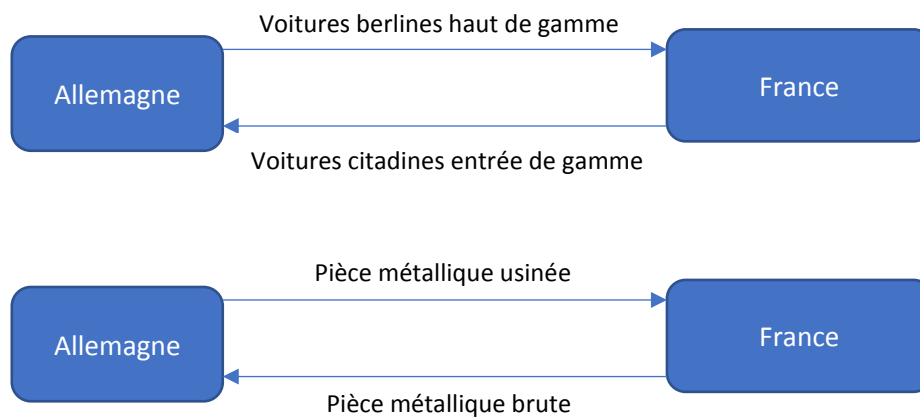 Voitures berlines haut de gamme
Allemagne
France
Voitures citadines entrée de gamme
Pièce métallique usinée
Allemagne
France
Pièce métallique brute